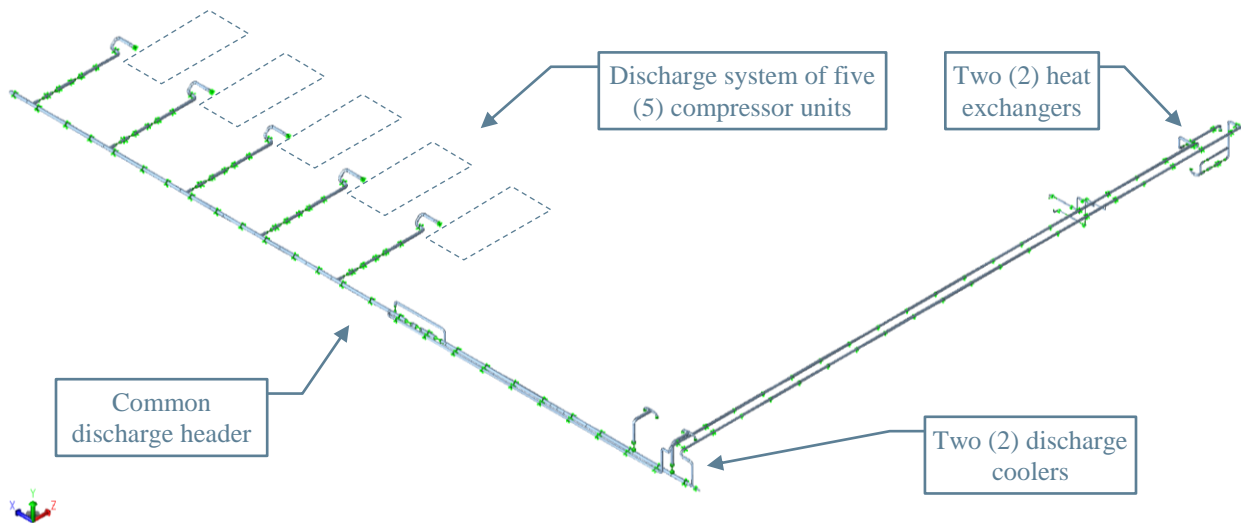 Discharge system of five
(5) compressor units
Two (2) heat
exchangers
Common
discharge header
Two (2) discharge
coolers
Y
X
Z